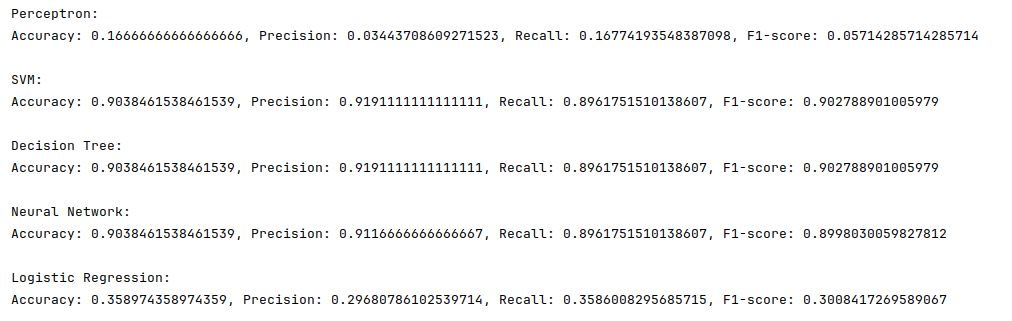 Perceptron:
Accuracy: 0.16666666666666666, Precision: 0.03443708609271523, Recall: 0.16774193548387098, F1-score: 0.05714285714285714
SVM:
Accuracy: 0.9038461538461539, Precision: 0.9191111111111111, Recall: 0.8961751510138607, F1-score: 0.902788901005979
Decision Tree:
Accuracy: 0.9038461538461539, Precision: 0.9191111111111111, Recall: 0.8961751510138607, F1-score: 0.902788901005979
Neural Network:
Accuracy: 0.9038461538461539, Precision: 0.9116666666666667, Recall: 0.8961751510138607, F1-score: 0.8998030059827812
Logistic Regression:
Accuracy: 0.358974358974359, Precision: 0.29680786102539714, Recall: 0.3586008295685715, F1-score: 0.3008417269589067